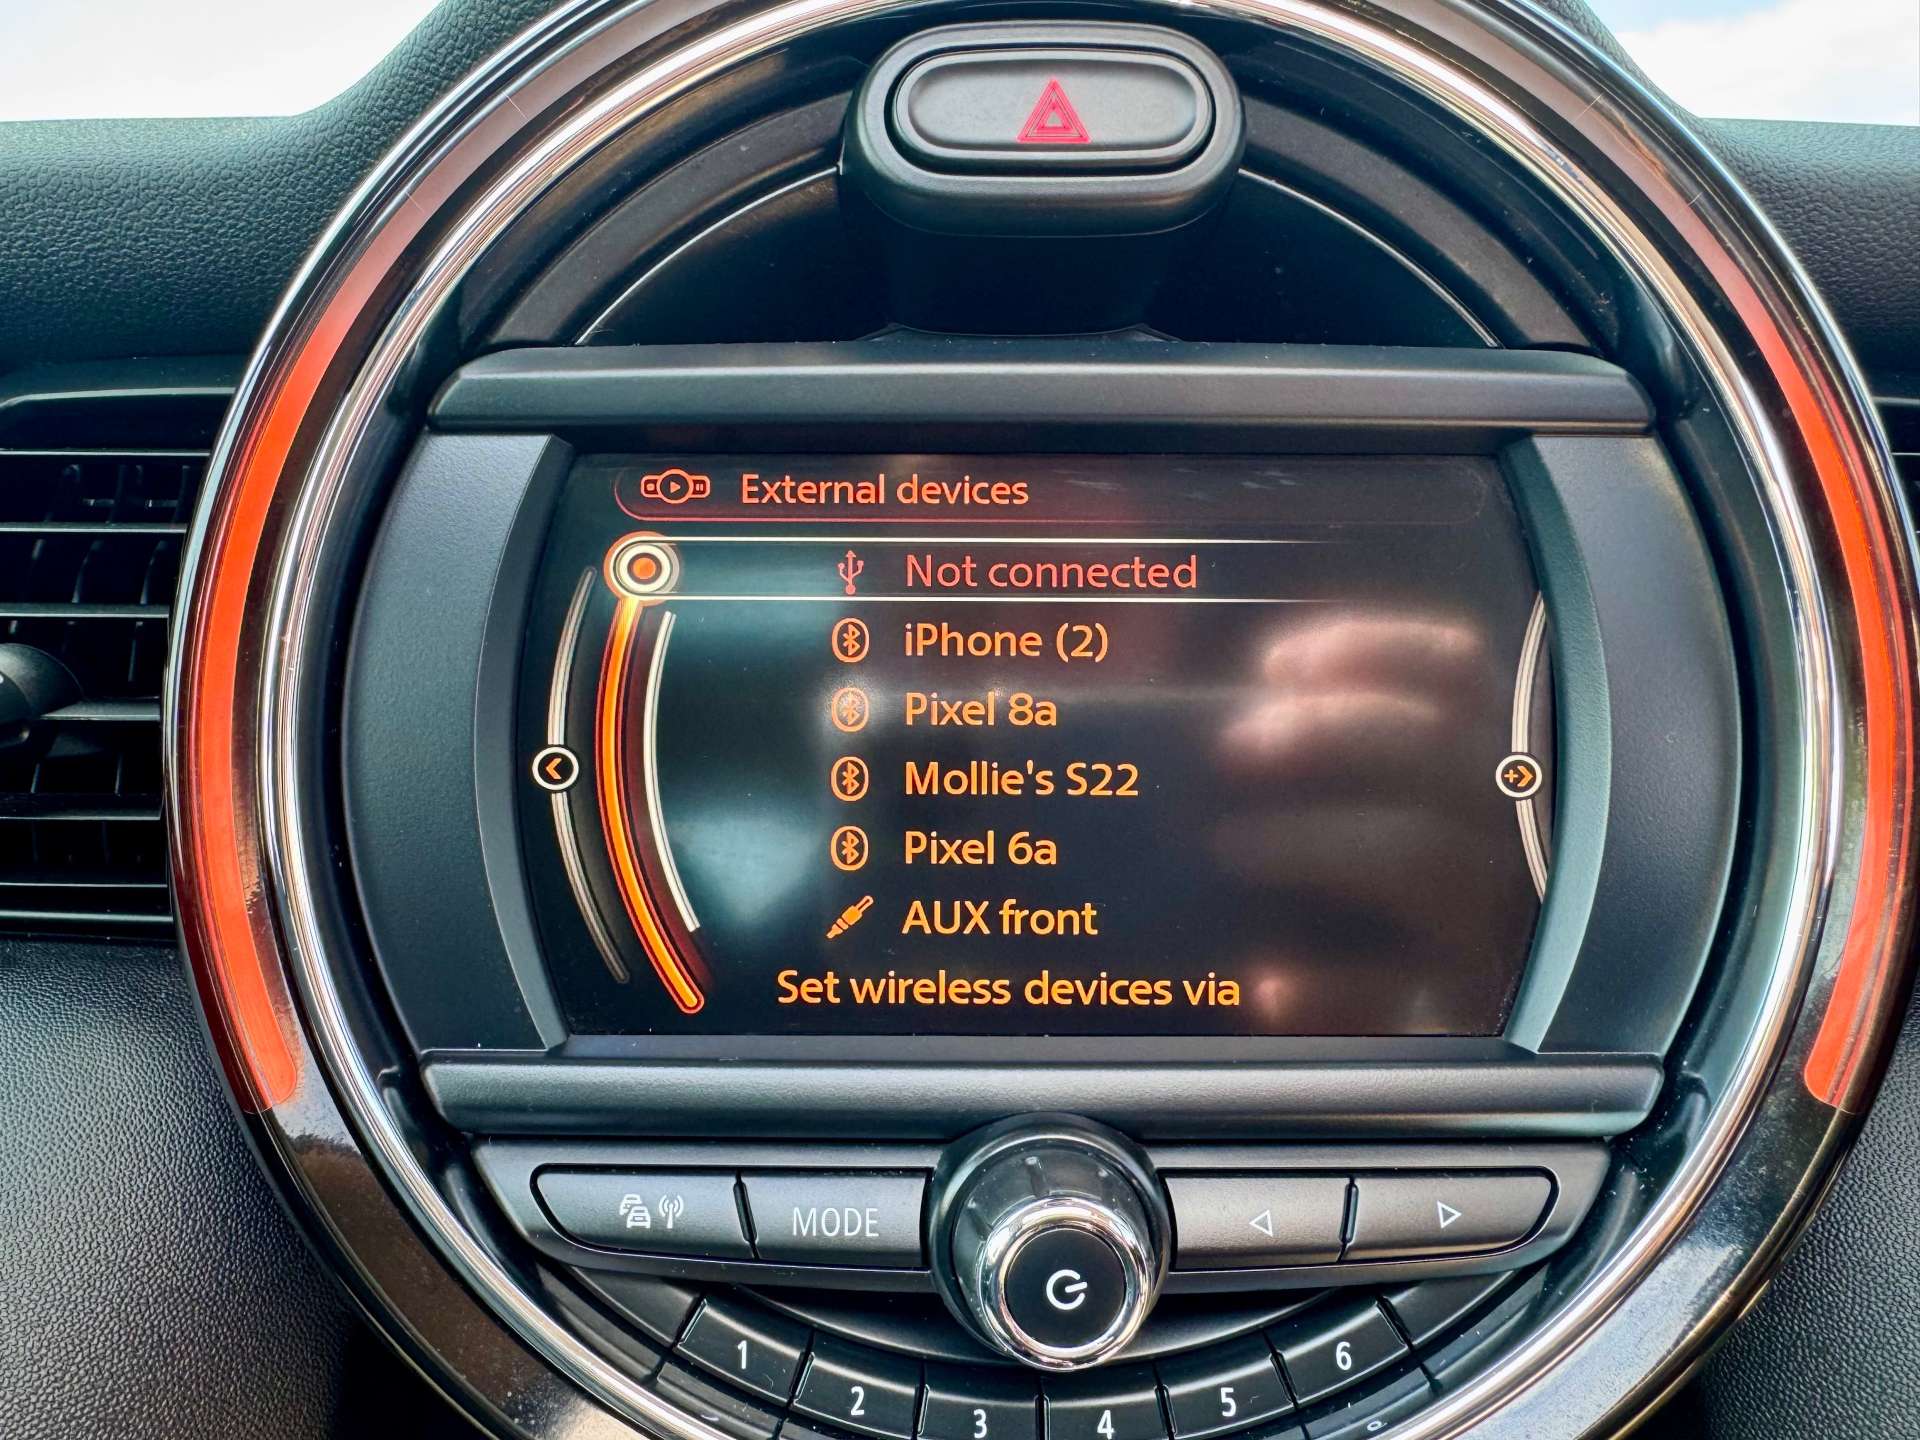 External devices
Not connected
iPhone (2)
Pixel 8a
Mollie's S22
Pixel 6a
AUX front
Set wireless devices via
MODE
1
2
3
4
5
6